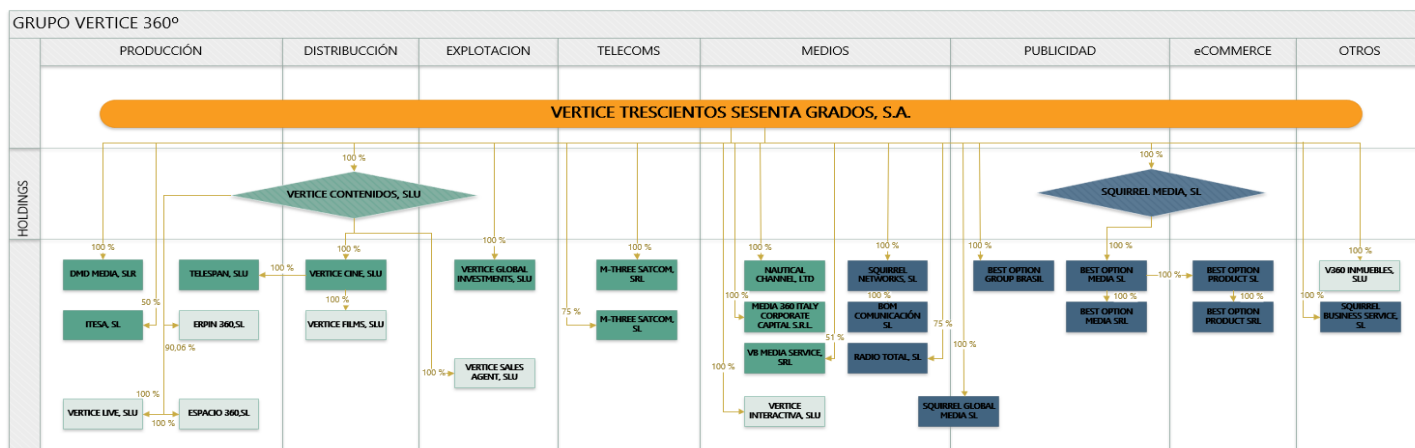 GRUPO VERTICE 360º
PRODUCCIÓN
DISTRIBUCCIÓN
EXPLOTACION
TELECOMS
MEDIOS
PUBLICIDAD
eCOMMERCE
OTROS
VERTICE TRESCIENTOS SESENTA GRADOS, S.A.
HOLDINGS
100 %
100 %
VERTICE CONTENIDOS, SLU
SQUIRREL MEDIA, SL
100 %
100 %
100 %
100 %
100 %
100 %
100 %
100 %
100 %
100 %
DMD MEDIA, SLR
TELESPAN, SLU
100 %
VERTICE CINE, SLU
VERTICE GLOBAL
INVESTMENTS, SLU
M-THREE SATCOM,
SRL
NAUTICAL
CHANNEL, LTD
SQUIRREL
NETWORKS, SL
BEST OPTION
GROUP BRASIL
BEST OPTION
MEDIA SL
100 %
BEST OPTION
PRODUCT SL
V360 INMUEBLES,
SLU
50 %
100 %
75 %
100 %
100 %
100 %
100 %
100 %
ITESA, SL
ERPIN 360,SL
VERTICE FILMS, SLU
M-THREE SATCOM,
SL
MEDIA 360 ITALY
CORPORATE
CAPITAL S.R.L.
BOM
COMUNICACIÓN
SL
75 %
BEST OPTION
MEDIA SRL
BEST OPTION
PRODUCT SRL
SQUIRREL
BUSINESS SERVICE,
SL
90,06 %
51 %
100 %
VB MEDIA SERVICE,
SRL
RADIO TOTAL, SL
100 %
VERTICE SALES
AGENT, SLU
100 %
VERTICE LIVE, SLU
100 %
ESPACIO 360,SL
100 %
VERTICE
INTERACTIVA, SLU
SQUIRREL GLOBAL
MEDIA SL